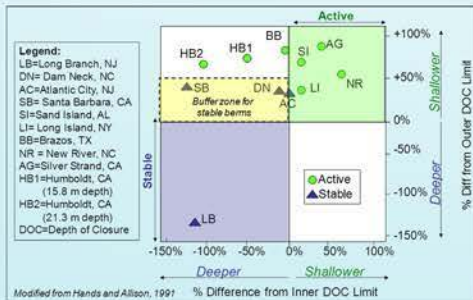 Active
Legend:
LB=Long Branch, NJ
DN= Dam Neck, NC
AC=Atlantic City, NJ
SB= Santa Barbara, CA
SI=Sand Island, AL
LI= Long Island, NY
BB=Brazos, TX
NR = New River, NC
AG=Silver Strand, CA
HB1=Humboldt, CA
(15.8 m depth)
HB2=Humboldt, CA
(21.3 m depth)
DOC=Depth of Closure
HB2
HB1
BB
SI
AG
SB
DN
AC
LI
NR
Buffer zone for
stable berms
LB
Active
Stable
Stable
+100%
+50%
0%
-50%
-100%
-150%
Shallower
Deeper
% Diff from Outer DOC Limit
-150%
-100%
-50%
0%
50%
100%
Deeper
Shallower
% Difference from Inner DOC Limit
Modified from Hands and Allison, 1991